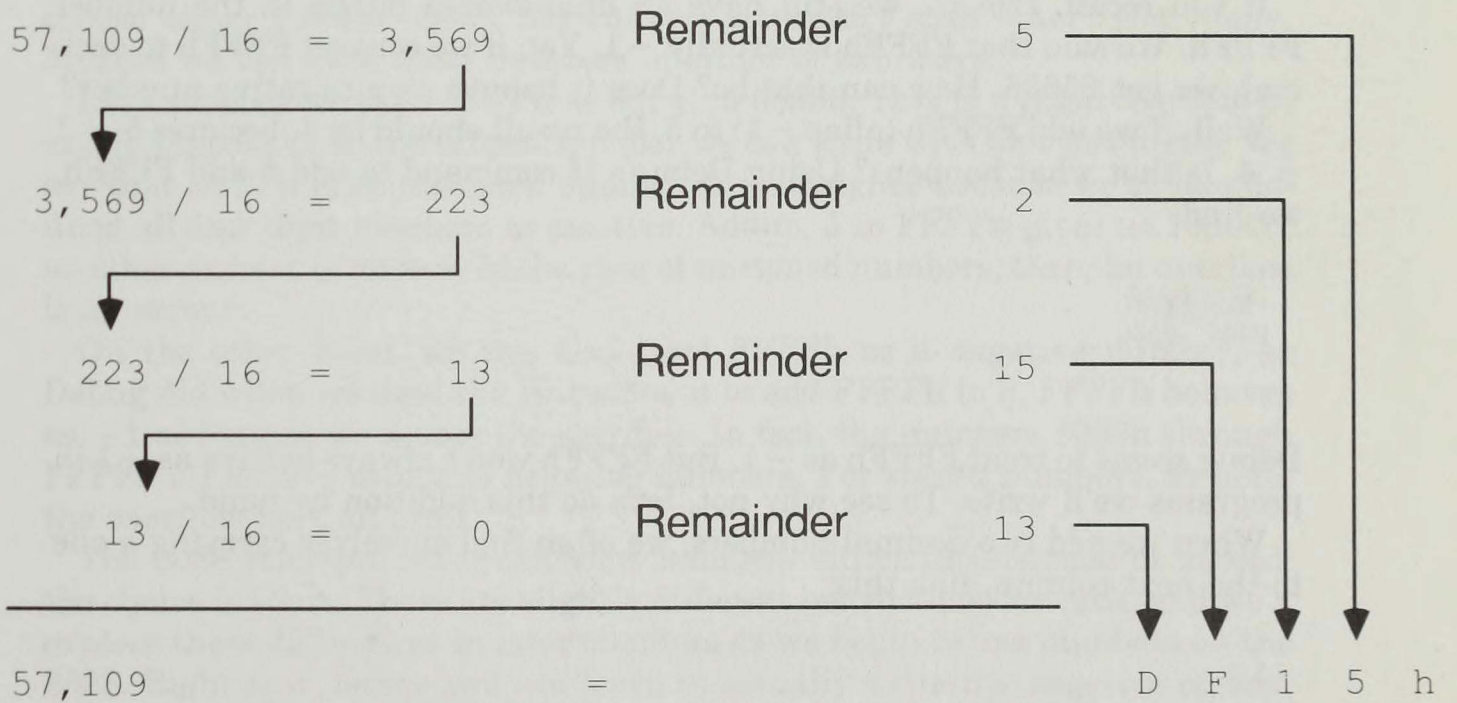 57,109 / 16 = 3,569 Remainder 5
3,569 / 16 = 223 Remainder 2
223 / 16 = 13 Remainder 15
13 / 16 = 0 Remainder 13
57,109 = D F 1 5 h